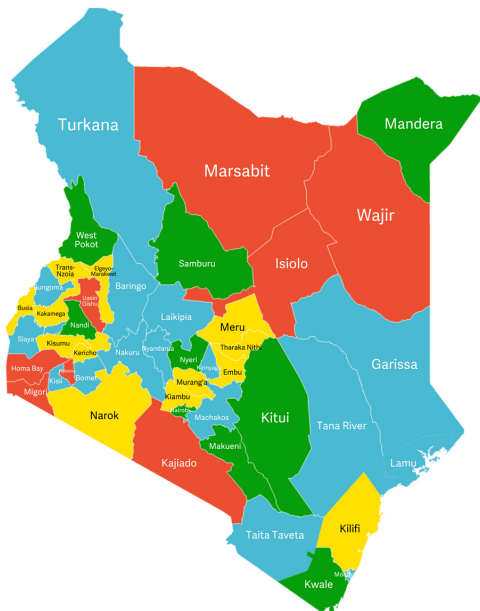 Turkana
Mandera
Marsabit
Wajir
West
Pokot
Isiolo
Samburu
Trans-
Nzoia
Elgeyo-
Marakwet
Bungoma
Baringo
Uasin
Gishu
Busia
Kakamega
Laikipia
Nandi
Meru
Siaya
Kisumu
Nyandarua
Tharaka Nithi
Kericho
Nakuru
Nyeri
Garissa
Homa Bay
Kirinyaga
Embu
Kisii
Bomet
Murang'a
Migori
Kiambu
Narok
Nairobi
Machakos
Kitui
Tana River
Makueni
Kajiado
Lamu
Kilifi
Taita Taveta
Kwale